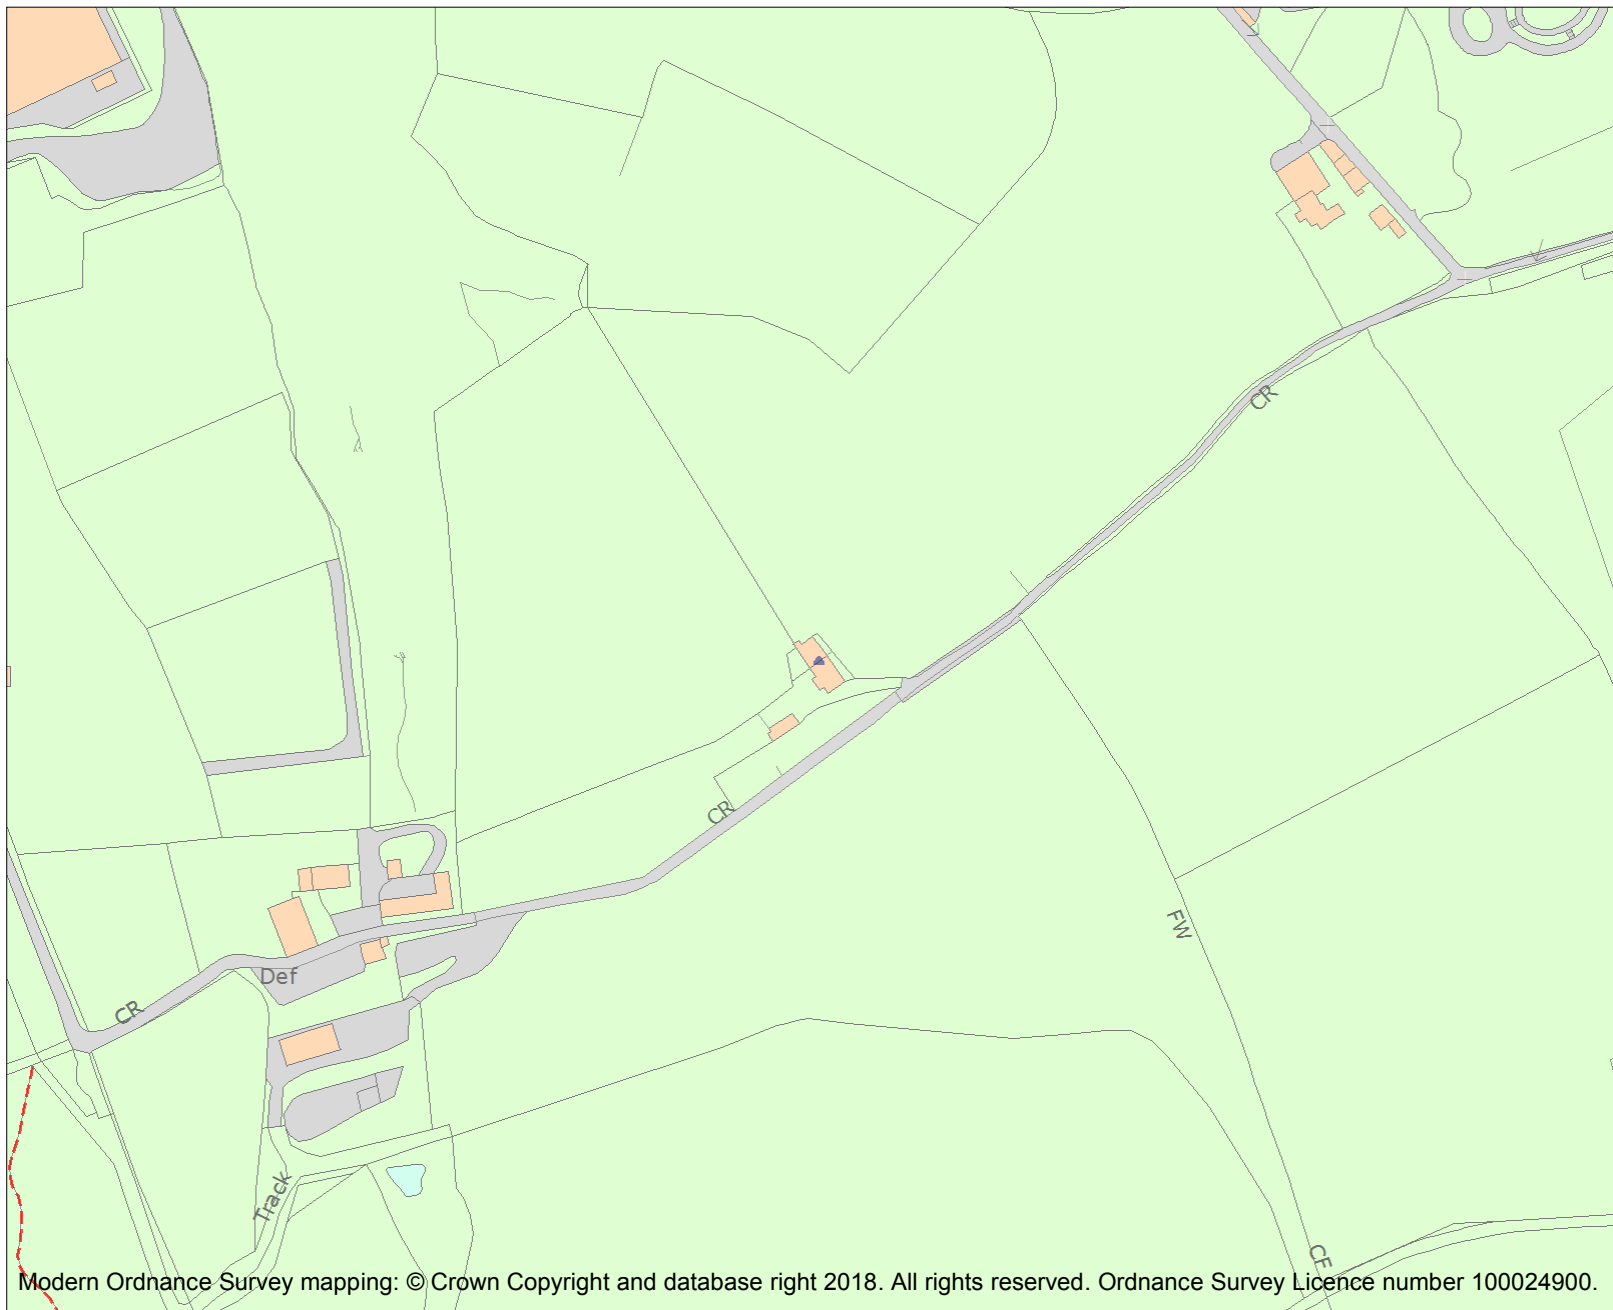 CR
CR
FW
Def
CR
Track
CF
Modern Ordnance Survey mapping: © Crown Copyright and database right 2018. All rights reserved. Ordnance Survey Licence number 100024900.